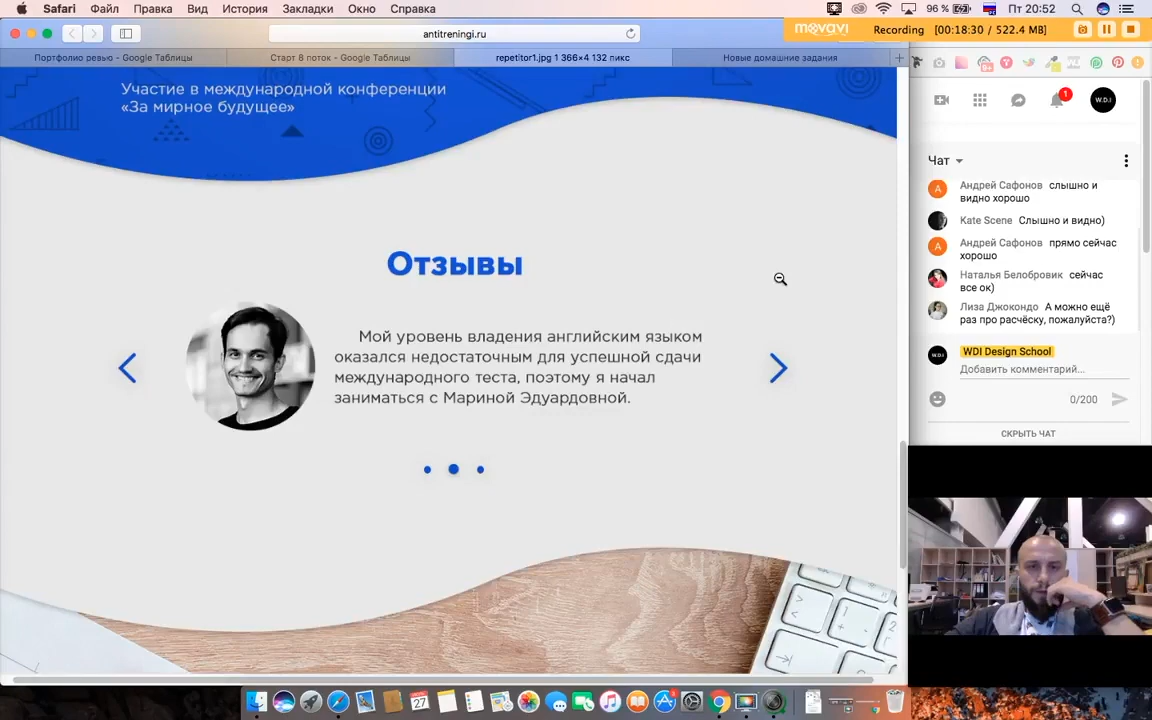 Safari Файл Правка Вид История Закладки Окно Справка
96 % Пт 20:52
antitreningi.ru
movavi Recording (00:18:30 / 522.4 MB)
Портфолио ревью - Google Таблицы
Старт 8 поток - Google Таблицы
repetitor1.jpg 1 366×4 132 пикс
Новые домашние задания
Участие в международной конференции
«За мирное будущее»
Отзывы
Мой уровень владения английским языком
оказался недостаточным для успешной сдачи
международного теста, поэтому я начал
заниматься с Мариной Эдуардовной.
1
W.D.I
Чат
А Андрей Сафонов слышно и
видно хорошо
Kate Scene Слышно и видно)
А Андрей Сафонов прямо сейчас
хорошо
Наталья Белобровик сейчас
все ок)
Лиза Джокондо А можно ещё
раз про расчёску, пожалуйста?)
W.D.I WDI Design School
Добавить комментарий...
0/200
СКРЫТЬ ЧАТ
27